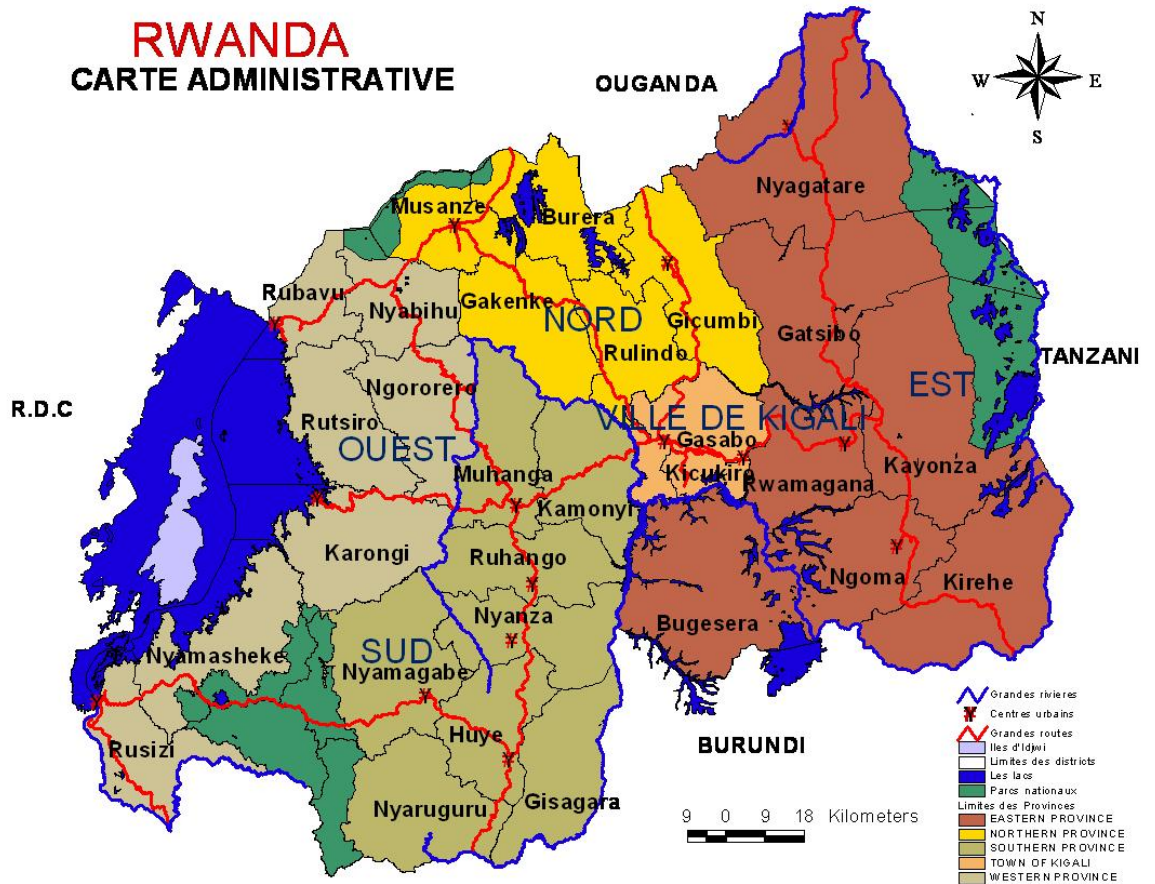 RWANDA
CARTE ADMINISTRATIVE
N
W
E
S
OUGANDA
Nyagatare
Musanze
Burera
Rubavu
Nyabihu
Gakenke
NORD
Gicumbi
Gatsibo
Rulindo
TANZANI
Ngororero
EST
R.D.C
Rutsiro
VILLE DE KIGALI
OUEST
Gasabo
Muhanga
Kicukiro
Kayonza
Rwamagana
Kamonyi
Karongi
Ruhango
Ngoma
Kirehe
Nyanza
Bugesera
Nyamasheke
SUD
Nyamagabe
Huye
BURUNDI
Rusizi
Nyaruguru
Gisagara
Grandes rivieres
Centres urbains
Grandes routes
Iles d'Idjwi
Limites des districts
Les lacs
Parcs nationaux
Limites des Provinces
EASTERN PROVINCE
NORTHERN PROVINCE
SOUTHERN PROVINCE
TOWN OF KIGALI
WESTERN PROVINCE
9 0 9 18 Kilometers